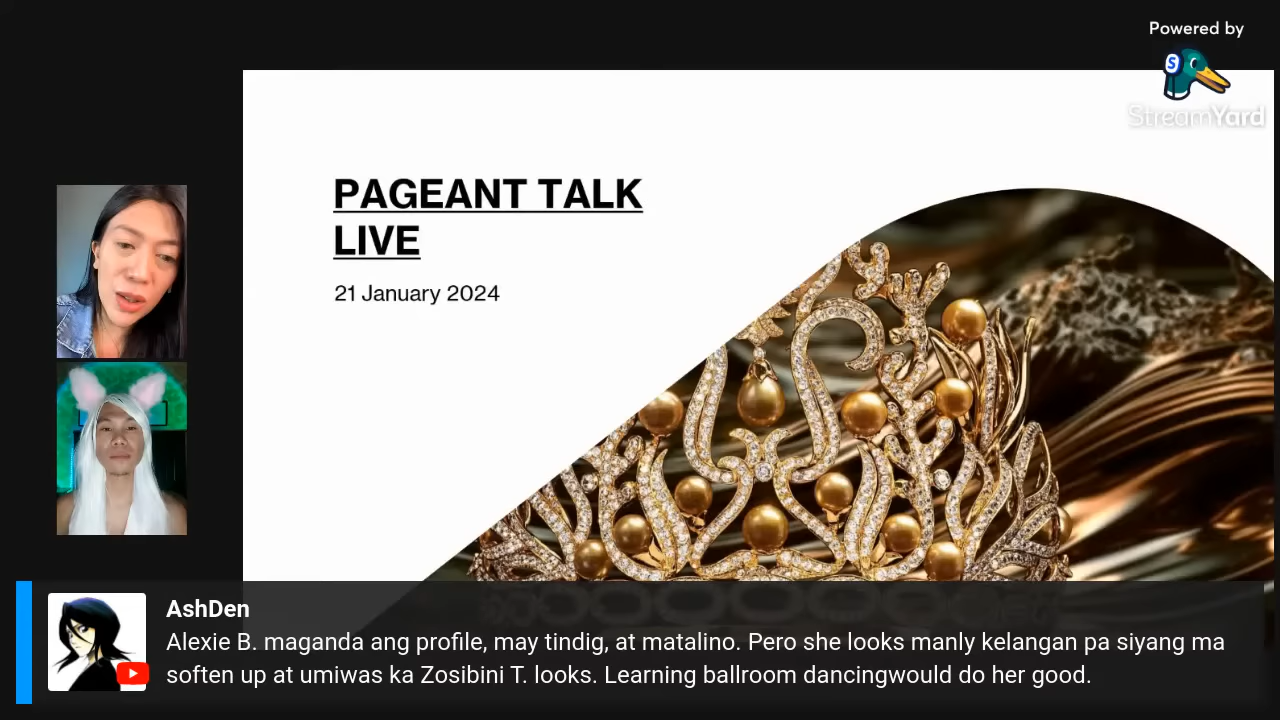 Powered by
StreamYard
PAGEANT TALK
LIVE
21 January 2024
AshDen
Alexie B. maganda ang profile, may tindig, at matalino. Pero she looks manly kelangan pa siyang ma
soften up at umiwas ka Zosibini T. looks. Learning ballroom dancingwould do her good.